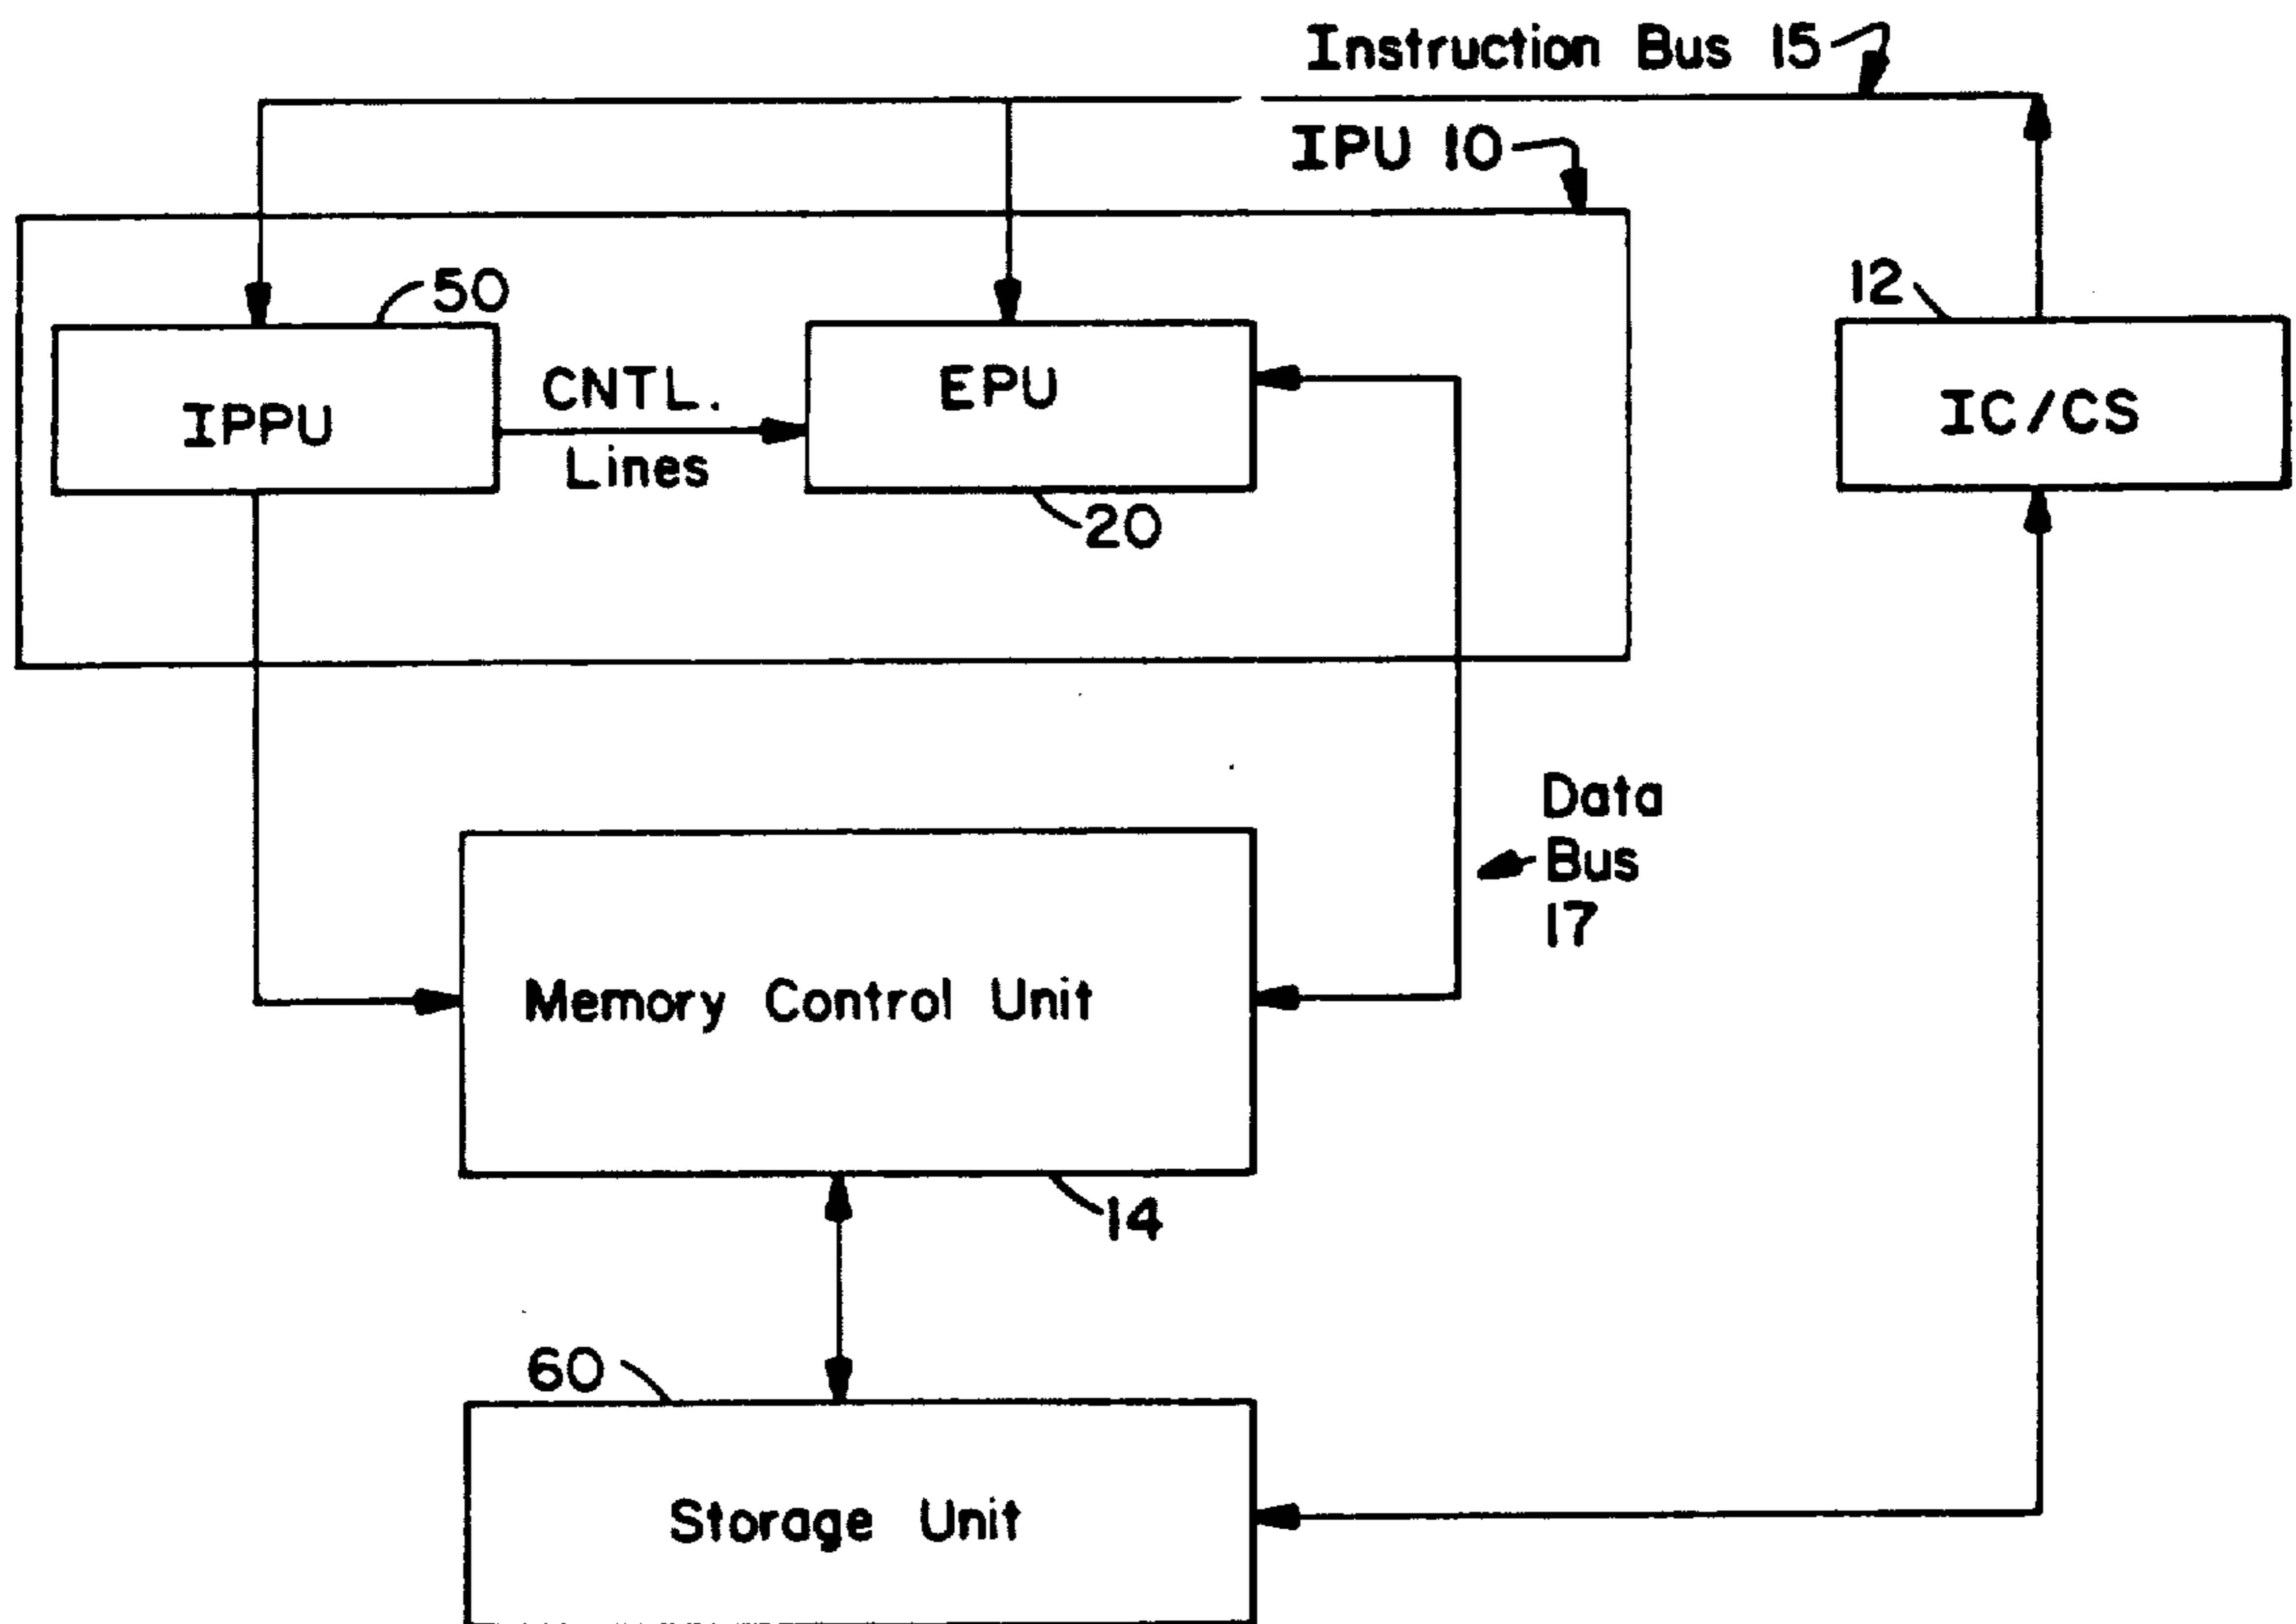 Instruction Bus 15
IPU 10
50
12
CNTL.
Lines
IPPU
EPU
IC/CS
20
Data
Bus
17
Memory Control Unit
14
60
Storage Unit